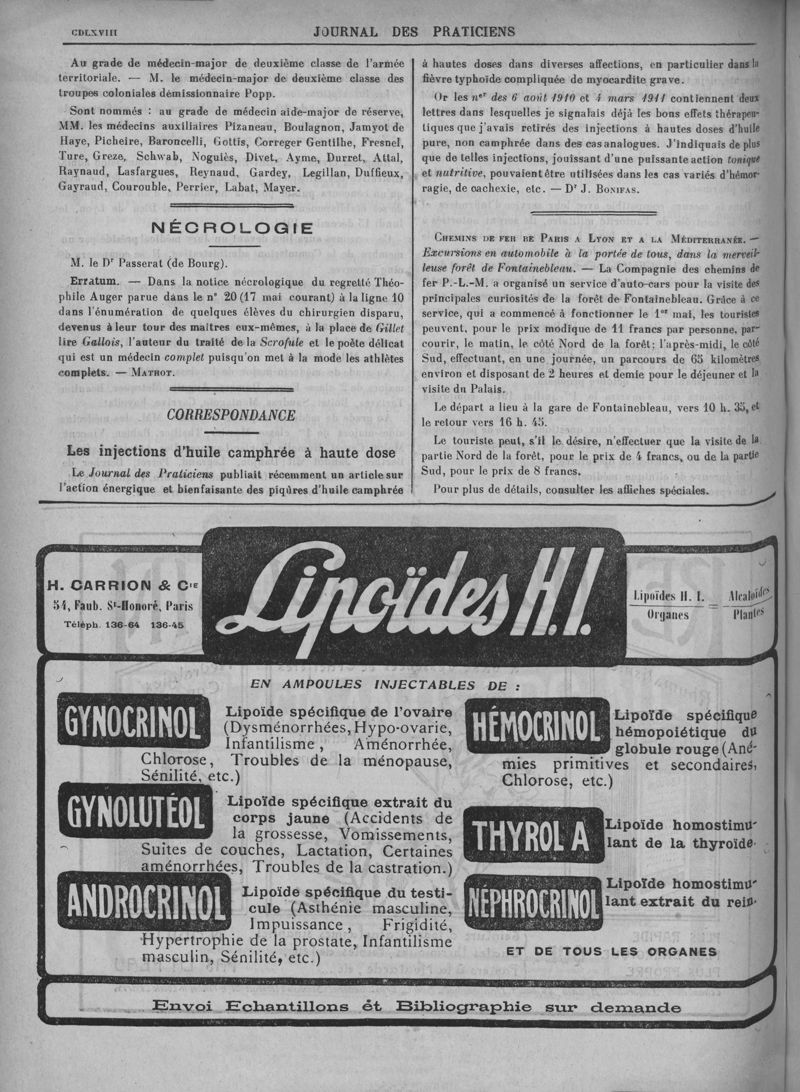 CDLXVIII
JOURNAL DES PRATICIENS
Au grade de médecin-major de deuxième classe de l'armée
territoriale. — M. le médecin-major de deuxième classe des
troupes coloniales démissionnaire Popp.
Sont nommés : au grade de médecin aide-major de réserve,
MM. les médecins auxiliaires Pizaneau, Boulagnon, Jamyot de
Haye, Picheire, Baroncelli, Gottis, Correger Gentilhe, Fresnel,
Ture, Greze, Schwab, Noguiès, Divet, Ayme, Durret, Attal,
Raynaud, Lasfargues, Reynaud, Gardey, Legillan, Duffieux,
Gayraud, Courouble, Perrier, Labat, Mayer.
NÉCROLOGIE
M. le Dr Passerat (de Bourg).
Erratum. — Dans la notice nécrologique du regretté Théo-
phile Auger parue dans le n° 20 (17 mai courant) à la ligne 10
dans l'énumération de quelques élèves du chirurgien disparu,
devenus à leur tour des maîtres eux-mêmes, à la place de Gillet
lire Gallois, l'auteur du traité de la Scrofule et le poète délicat
qui est un médecin complet puisqu'on met à la mode les athlètes
complets. — Mathot.
CORRESPONDANCE
Les injections d'huile camphrée à haute dose
Le Journal des Praticiens publiait récemment un article sur
l'action énergique et bienfaisante des piqûres d'huile camphrée
à hautes doses dans diverses affections, en particulier dans la
fièvre typhoïde compliquée de myocardite grave.
Or les nos des 6 août 1910 et 4 mars 1911 contiennent deux
lettres dans lesquelles je signalais déjà les bons effets thérapeu-
tiques que j'avais retirés des injections à hautes doses d'huile
pure, non camphrée dans des cas analogues. J'indiquais de plus
que de telles injections, jouissant d'une puissante action tonique
et nutritive, pouvaient être utilisées dans les cas variés d'hémor-
ragie, de cachexie, etc. — Dr J. Bonifas.
Chemins de fer de Paris a Lyon et a la Méditerranée. —
Excursions en automobile à la portée de tous, dans la merveil-
leuse forêt de Fontainebleau. — La Compagnie des chemins de
fer P.-L.-M. a organisé un service d'auto-cars pour la visite des
principales curiosités de la forêt de Fontainebleau. Grâce à ce
service, qui a commencé à fonctionner le 1er mai, les touristes
peuvent, pour le prix modique de 11 francs par personne, par-
courir, le matin, le côté Nord de la forêt; l'après-midi, le côté
Sud, effectuant, en une journée, un parcours de 65 kilomètres
environ et disposant de 2 heures et demie pour le déjeuner et la
visite du Palais.
Le départ a lieu à la gare de Fontainebleau, vers 10 h. 35, et
le retour vers 16 h. 45.
Le touriste peut, s'il le désire, n'effectuer que la visite de la
partie Nord de la forêt, pour le prix de 4 francs, ou de la partie
Sud, pour le prix de 8 francs.
Pour plus de détails, consulter les affiches spéciales.
H. CARRION & Cie
54, Faub. St-Honoré, Paris
Téléph. 136-64 136-45
Lipoïdes H.I.
Lipoïdes H. I. = Alcaloïdes
Organes Plantes
EN AMPOULES INJECTABLES DE :
GYNOCRINOL Lipoïde spécifique de l'ovaire
(Dysménorrhées, Hypo-ovarie,
Infantilisme, Aménorrhée,
Chlorose, Troubles de la ménopause,
Sénilité, etc.)
GYNOLUTÉOL Lipoïde spécifique extrait du
corps jaune (Accidents de
la grossesse, Vomissements,
Suites de couches, Lactation, Certaines
aménorrhées, Troubles de la castration.)
ANDROCRINOL Lipoïde spécifique du testi-
cule (Asthénie masculine,
Impuissance, Frigidité,
Hypertrophie de la prostate, Infantilisme
masculin, Sénilité, etc.)
HÉMOCRINOL Lipoïde spécifique
hémopoiétique du
globule rouge (Ané-
mies primitives et secondaires,
Chlorose, etc.)
THYROL A Lipoïde homostimu-
lant de la thyroïde.
NÉPHROCRINOL Lipoïde homostimu-
lant extrait du rein.
ET DE TOUS LES ORGANES
Envoi Echantillons et Bibliographie sur demande